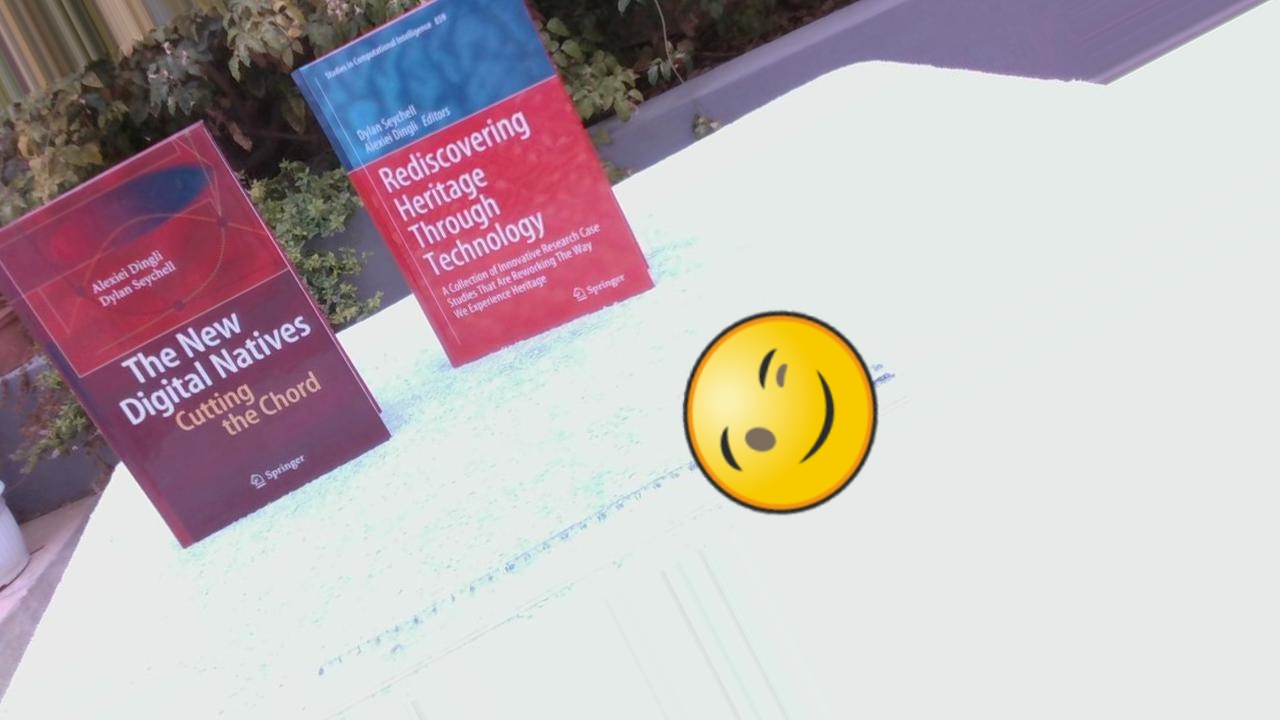 Alexiei Dingli
Dylan Seychell
The New
Digital Natives
Cutting
the Chord
Springer
Studies in Computational Intelligence 859
Dylan Seychell
Alexiei Dingli Editors
Rediscovering
Heritage
Through
Technology
A Collection of Innovative Research Case
Studies That Are Reworking The Way
We Experience Heritage
Springer